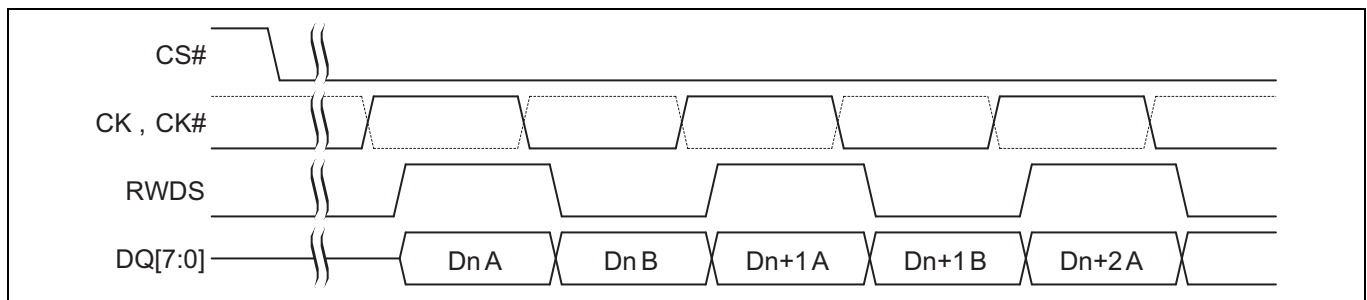 CS#
CK , CK#
RWDS
DQ[7:0] Dn A Dn B Dn+1 A Dn+1 B Dn+2 A